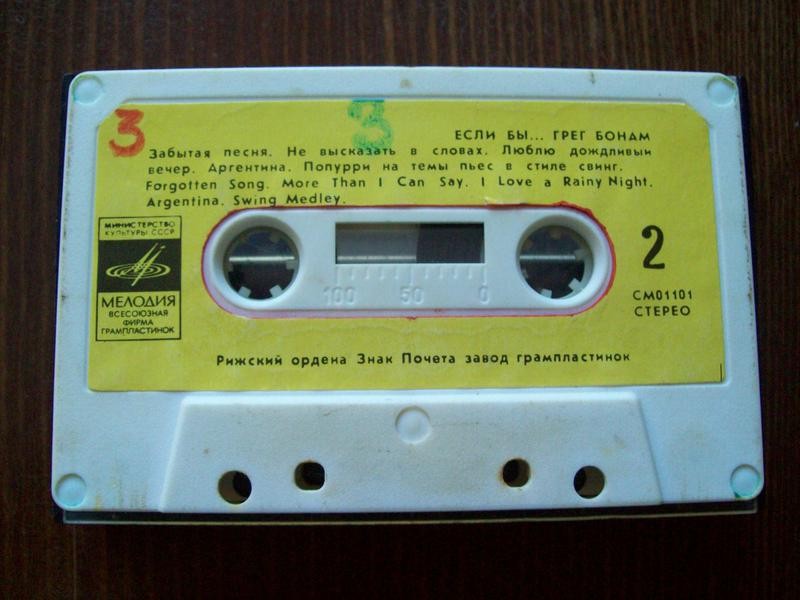 3
3
ЕСЛИ БЫ... ГРЕГ БОНАМ
Забытая песня. Не высказать в словах. Люблю дождливый
вечер. Аргентина. Попурри на темы пьес в стиле свинг.
Forgotten Song. More Than I Can Say. I Love a Rainy Night.
Argentina. Swing Medley.
МИНИСТЕРСТВО
КУЛЬТУРЫ СССР
МЕЛОДИЯ
ВСЕСОЮЗНАЯ
ФИРМА
ГРАМПЛАСТИНОК
100 50 0
2
СМ01101
СТЕРЕО
Рижский ордена Знак Почета завод грампластинок